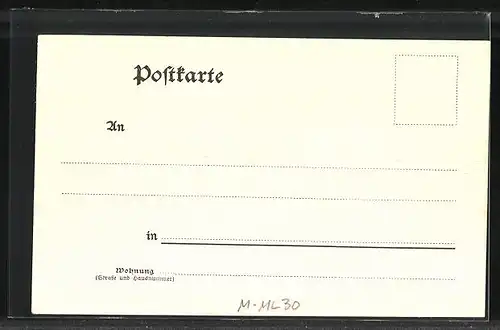 Poſtkarte
An
in
Wohnung
(Straße und Hausnummer)
M-ML30